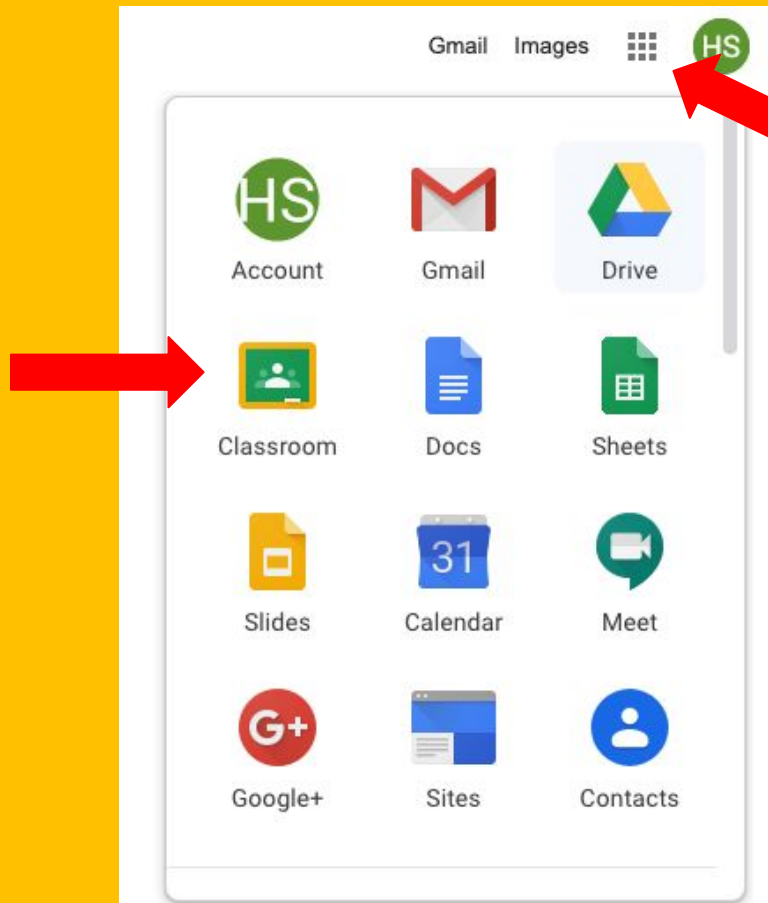 Gmail Images HS
HS
Account Gmail Drive
Classroom Docs Sheets
31
Slides Calendar Meet
G+
Google+ Sites Contacts